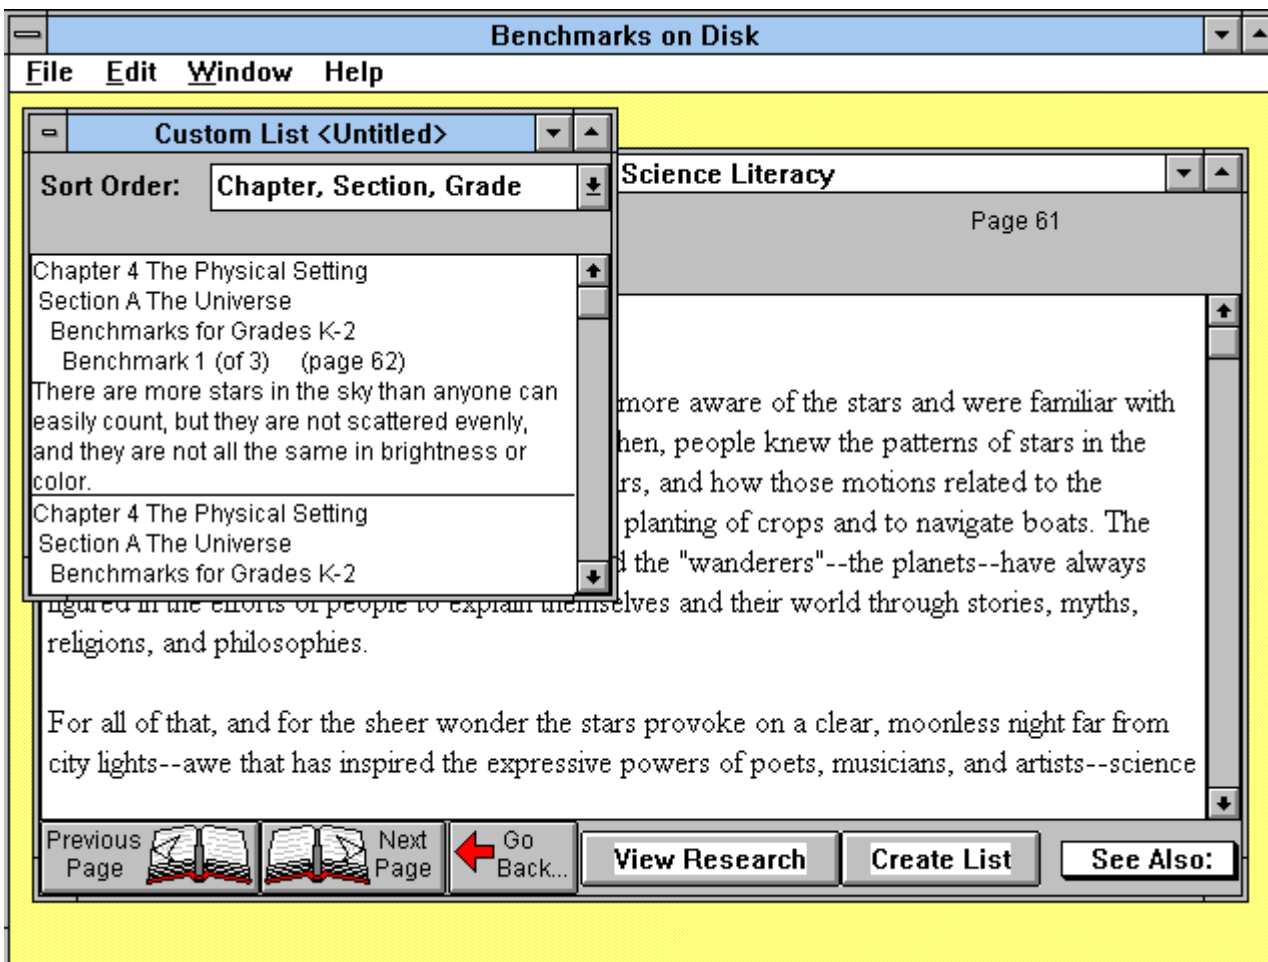 Benchmarks on Disk
File Edit Window Help
Custom List <Untitled>
Sort Order: Chapter, Section, Grade
Chapter 4 The Physical Setting
Section A The Universe
Benchmarks for Grades K-2
Benchmark 1 (of 3) (page 62)
There are more stars in the sky than anyone can
easily count, but they are not scattered evenly,
and they are not all the same in brightness or
color.
Chapter 4 The Physical Setting
Section A The Universe
Benchmarks for Grades K-2
Science Literacy
Page 61
more aware of the stars and were familiar with
hen, people knew the patterns of stars in the
rs, and how those motions related to the
planting of crops and to navigate boats. The
d the "wanderers"--the planets--have always
figured in the efforts of people to explain themselves and their world through stories, myths,
religions, and philosophies.
For all of that, and for the sheer wonder the stars provoke on a clear, moonless night far from
city lights--awe that has inspired the expressive powers of poets, musicians, and artists--science
Previous Page
Next Page
Go Back...
View Research
Create List
See Also: